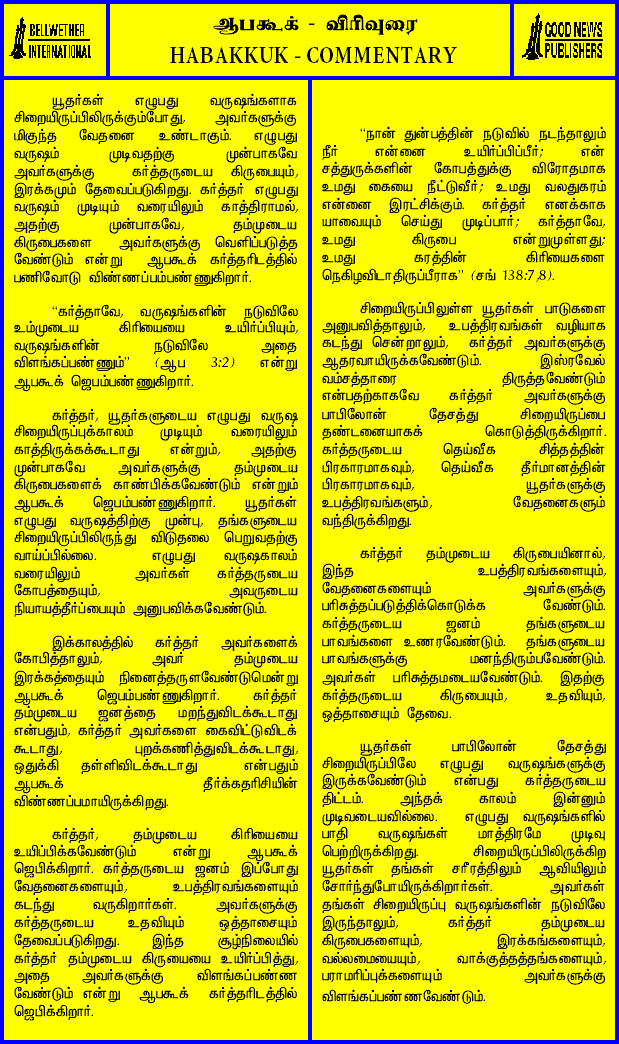 BELLWETHER
INTERNATIONAL
ஆபகூக் - விரிவுரை
HABAKKUK - COMMENTARY
GOOD NEWS
PUBLISHERS
யூதர்கள் எழுபது வருஷங்களாக
சிறையிருப்பிலிருக்கும்போது, அவர்களுக்கு
மிகுந்த வேதனை உண்டாகும். எழுபது
வருஷம் முடிவதற்கு முன்பாகவே
அவர்களுக்கு கர்த்தருடைய கிருபையும்,
இரக்கமும் தேவைப்படுகிறது. கர்த்தர் எழுபது
வருஷம் முடியும் வரையிலும் காத்திராமல்,
அதற்கு முன்பாகவே, தம்முடைய
கிருபைகளை அவர்களுக்கு வெளிப்படுத்த
வேண்டும் என்று ஆபகூக் கர்த்தரிடத்தில்
பணிவோடு விண்ணப்பம்பண்ணுகிறார்.
“கர்த்தாவே, வருஷங்களின் நடுவிலே
உம்முடைய கிரியையை உயிர்ப்பியும்,
வருஷங்களின் நடுவிலே அதை
விளங்கப்பண்ணும்” (ஆப 3:2) என்று
ஆபகூக் ஜெபம்பண்ணுகிறார்.
கர்த்தர், யூதர்களுடைய எழுபது வருஷ
சிறையிருப்புக்காலம் முடியும் வரையிலும்
காத்திருக்கக்கூடாது என்றும், அதற்கு
முன்பாகவே அவர்களுக்கு தம்முடைய
கிருபைகளைக் காண்பிக்கவேண்டும் என்றும்
ஆபகூக் ஜெபம்பண்ணுகிறார். யூதர்கள்
எழுபது வருஷத்திற்கு முன்பு, தங்களுடைய
சிறையிருப்பிலிருந்து விடுதலை பெறுவதற்கு
வாய்ப்பில்லை. எழுபது வருஷகாலம்
வரையிலும் அவர்கள் கர்த்தருடைய
கோபத்தையும், அவருடைய
நியாயத்தீர்ப்பையும் அனுபவிக்கவேண்டும்.
இக்காலத்தில் கர்த்தர் அவர்களைக்
கோபித்தாலும், அவர் தம்முடைய
இரக்கத்தையும் நினைத்தருளவேண்டுமென்று
ஆபகூக் ஜெபம்பண்ணுகிறார். கர்த்தர்
தம்முடைய ஜனத்தை மறந்துவிடக்கூடாது
என்பதும், கர்த்தர் அவர்களை கைவிட்டுவிடக்
கூடாது, புறக்கணித்துவிடக்கூடாது,
ஒதுக்கி தள்ளிவிடக்கூடாது என்பதும்
ஆபகூக் தீர்க்கதரிசியின்
விண்ணப்பமாயிருக்கிறது.
கர்த்தர், தம்முடைய கிரியையை
உயிப்பிக்கவேண்டும் என்று ஆபகூக்
ஜெபிக்கிறார். கர்த்தருடைய ஜனம் இப்போது
வேதனைகளையும், உபத்திரவங்களையும்
கடந்து வருகிறார்கள். அவர்களுக்கு
கர்த்தருடைய உதவியும் ஒத்தாசையும்
தேவைப்படுகிறது. இந்த சூழ்நிலையில்
கர்த்தர் தம்முடைய கிருயையை உயிர்ப்பித்து,
அதை அவர்களுக்கு விளங்கப்பண்ண
வேண்டும் என்று ஆபகூக் கர்த்தரிடத்தில்
ஜெபிக்கிறார்.
“நான் துன்பத்தின் நடுவில் நடந்தாலும்
நீர் என்னை உயிர்ப்பிப்பீர்; என்
சத்துருக்களின் கோபத்துக்கு விரோதமாக
உமது கையை நீட்டுவீர்; உமது வலதுகரம்
என்னை இரட்சிக்கும். கர்த்தர் எனக்காக
யாவையும் செய்து முடிப்பார்; கர்த்தாவே,
உமது கிருபை என்றுமுள்ளது;
உமது கரத்தின் கிரியைகளை
நெகிழவிடாதிருப்பீராக” (சங் 138:7,8).
சிறையிருப்பிலுள்ள யூதர்கள் பாடுகளை
அனுபவித்தாலும், உபத்திரவங்கள் வழியாக
கடந்து சென்றாலும், கர்த்தர் அவர்களுக்கு
ஆதரவாயிருக்கவேண்டும். இஸ்ரவேல்
வம்சத்தாரை திருத்தவேண்டும்
என்பதற்காகவே கர்த்தர் அவர்களுக்கு
பாபிலோன் தேசத்து சிறையிருப்பை
தண்டனையாகக் கொடுத்திருக்கிறார்.
கர்த்தருடைய தெய்வீக சித்தத்தின்
பிரகாரமாகவும், தெய்வீக தீர்மானத்தின்
பிரகாரமாகவும், யூதர்களுக்கு
உபத்திரவங்களும், வேதனைகளும்
வந்திருக்கிறது.
கர்த்தர் தம்முடைய கிருபையினால்,
இந்த உபத்திரவங்களையும்,
வேதனைகளையும் அவர்களுக்கு
பரிசுத்தப்படுத்திக்கொடுக்க வேண்டும்.
கர்த்தருடைய ஜனம் தங்களுடைய
பாவங்களை உணரவேண்டும். தங்களுடைய
பாவங்களுக்கு மனந்திரும்பவேண்டும்.
அவர்கள் பரிசுத்தமடையவேண்டும். இதற்கு
கர்த்தருடைய கிருபையும், உதவியும்,
ஒத்தாசையும் தேவை.
யூதர்கள் பாபிலோன் தேசத்து
சிறையிருப்பிலே எழுபது வருஷங்களுக்கு
இருக்கவேண்டும் என்பது கர்த்தருடைய
திட்டம். அந்தக் காலம் இன்னும்
முடிவடையவில்லை. எழுபது வருஷங்களில்
பாதி வருஷங்கள் மாத்திரமே முடிவு
பெற்றிருக்கிறது. சிறையிருப்பிலிருக்கிற
யூதர்கள் தங்கள் சரீரத்திலும் ஆவியிலும்
சோர்ந்துபோயிருக்கிறார்கள். அவர்கள்
தங்கள் சிறையிருப்பு வருஷங்களின் நடுவிலே
இருந்தாலும், கர்த்தர் தம்முடைய
கிருபைகளையும், இரக்கங்களையும்,
வல்லமையையும், வாக்குத்தத்தங்களையும்,
பராமரிப்புக்களையும் அவர்களுக்கு
விளங்கப்பண்ணவேண்டும்.